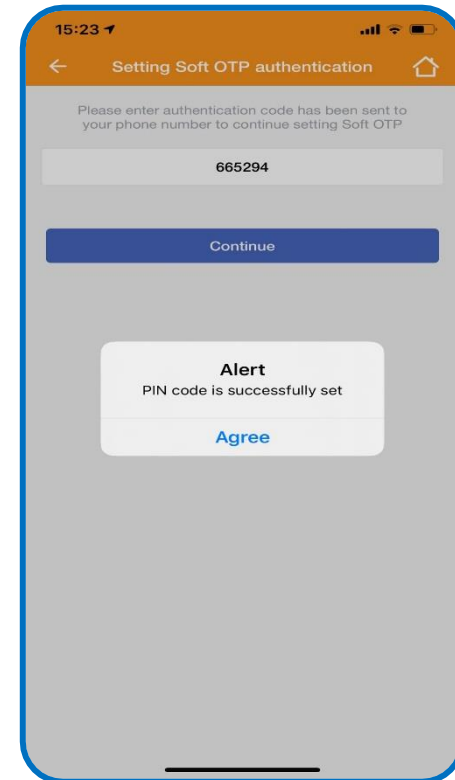 15:23
Setting Soft OTP authentication
Please enter authentication code has been sent to
your phone number to continue setting Soft OTP
665294
Continue
Alert
PIN code is successfully set
Agree